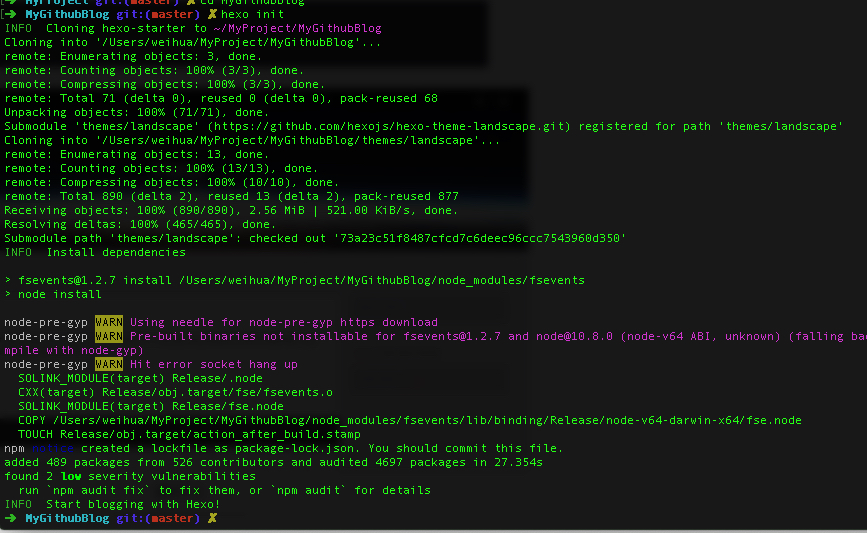 ➜ MyProject git:(master) ✗ cd MyGithubBlog
[➜ MyGithubBlog git:(master) ✗ hexo init
INFO  Cloning hexo-starter to ~/MyProject/MyGithubBlog
Cloning into '/Users/weihua/MyProject/MyGithubBlog'...
remote: Enumerating objects: 3, done.
remote: Counting objects: 100% (3/3), done.
remote: Compressing objects: 100% (3/3), done.
remote: Total 71 (delta 0), reused 0 (delta 0), pack-reused 68
Unpacking objects: 100% (71/71), done.
Submodule 'themes/landscape' (https://github.com/hexojs/hexo-theme-landscape.git) registered for path 'themes/landscape'
Cloning into '/Users/weihua/MyProject/MyGithubBlog/themes/landscape'...
remote: Enumerating objects: 13, done.
remote: Counting objects: 100% (13/13), done.
remote: Compressing objects: 100% (10/10), done.
remote: Total 890 (delta 2), reused 13 (delta 2), pack-reused 877
Receiving objects: 100% (890/890), 2.56 MiB | 521.00 KiB/s, done.
Resolving deltas: 100% (465/465), done.
Submodule path 'themes/landscape': checked out '73a23c51f8487cfcd7c6deec96ccc7543960d350'
INFO  Install dependencies
> fsevents@1.2.7 install /Users/weihua/MyProject/MyGithubBlog/node_modules/fsevents
> node install
node-pre-gyp WARN Using needle for node-pre-gyp https download
node-pre-gyp WARN Pre-built binaries not installable for fsevents@1.2.7 and node@10.8.0 (node-v64 ABI, unknown) (falling bac
mpile with node-gyp)
node-pre-gyp WARN Hit error socket hang up
SOLINK_MODULE(target) Release/.node
CXX(target) Release/obj.target/fse/fsevents.o
SOLINK_MODULE(target) Release/fse.node
COPY /Users/weihua/MyProject/MyGithubBlog/node_modules/fsevents/lib/binding/Release/node-v64-darwin-x64/fse.node
TOUCH Release/obj.target/action_after_build.stamp
npm notice created a lockfile as package-lock.json. You should commit this file.
added 489 packages from 526 contributors and audited 4697 packages in 27.354s
found 2 low severity vulnerabilities
run `npm audit fix` to fix them, or `npm audit` for details
INFO  Start blogging with Hexo!
➜ MyGithubBlog git:(master) ✗